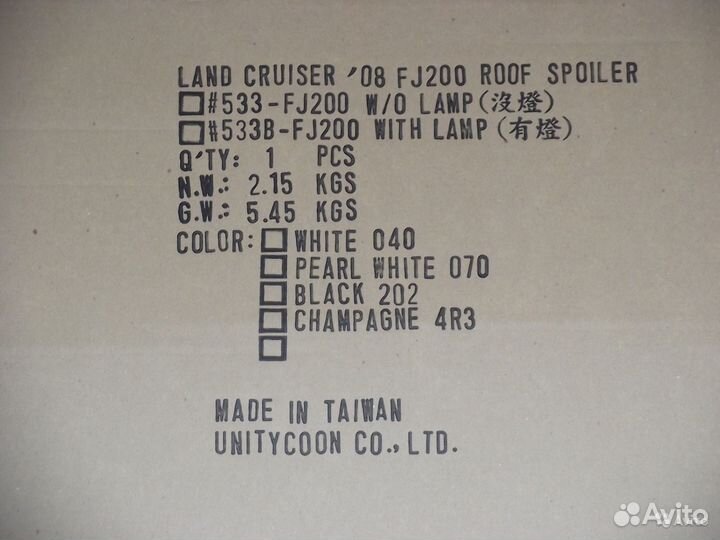 LAND CRUISER '08 FJ200 ROOF SPOILER
#533-FJ200 W/O LAMP(沒燈)
#533B-FJ200 WITH LAMP(有燈)
Q'TY: 1 PCS
N.W.: 2.15 KGS
G.W.: 5.45 KGS
COLOR: WHITE 040
PEARL WHITE 070
BLACK 202
CHAMPAGNE 4R3
MADE IN TAIWAN
UNITYCOON CO., LTD.
Avito